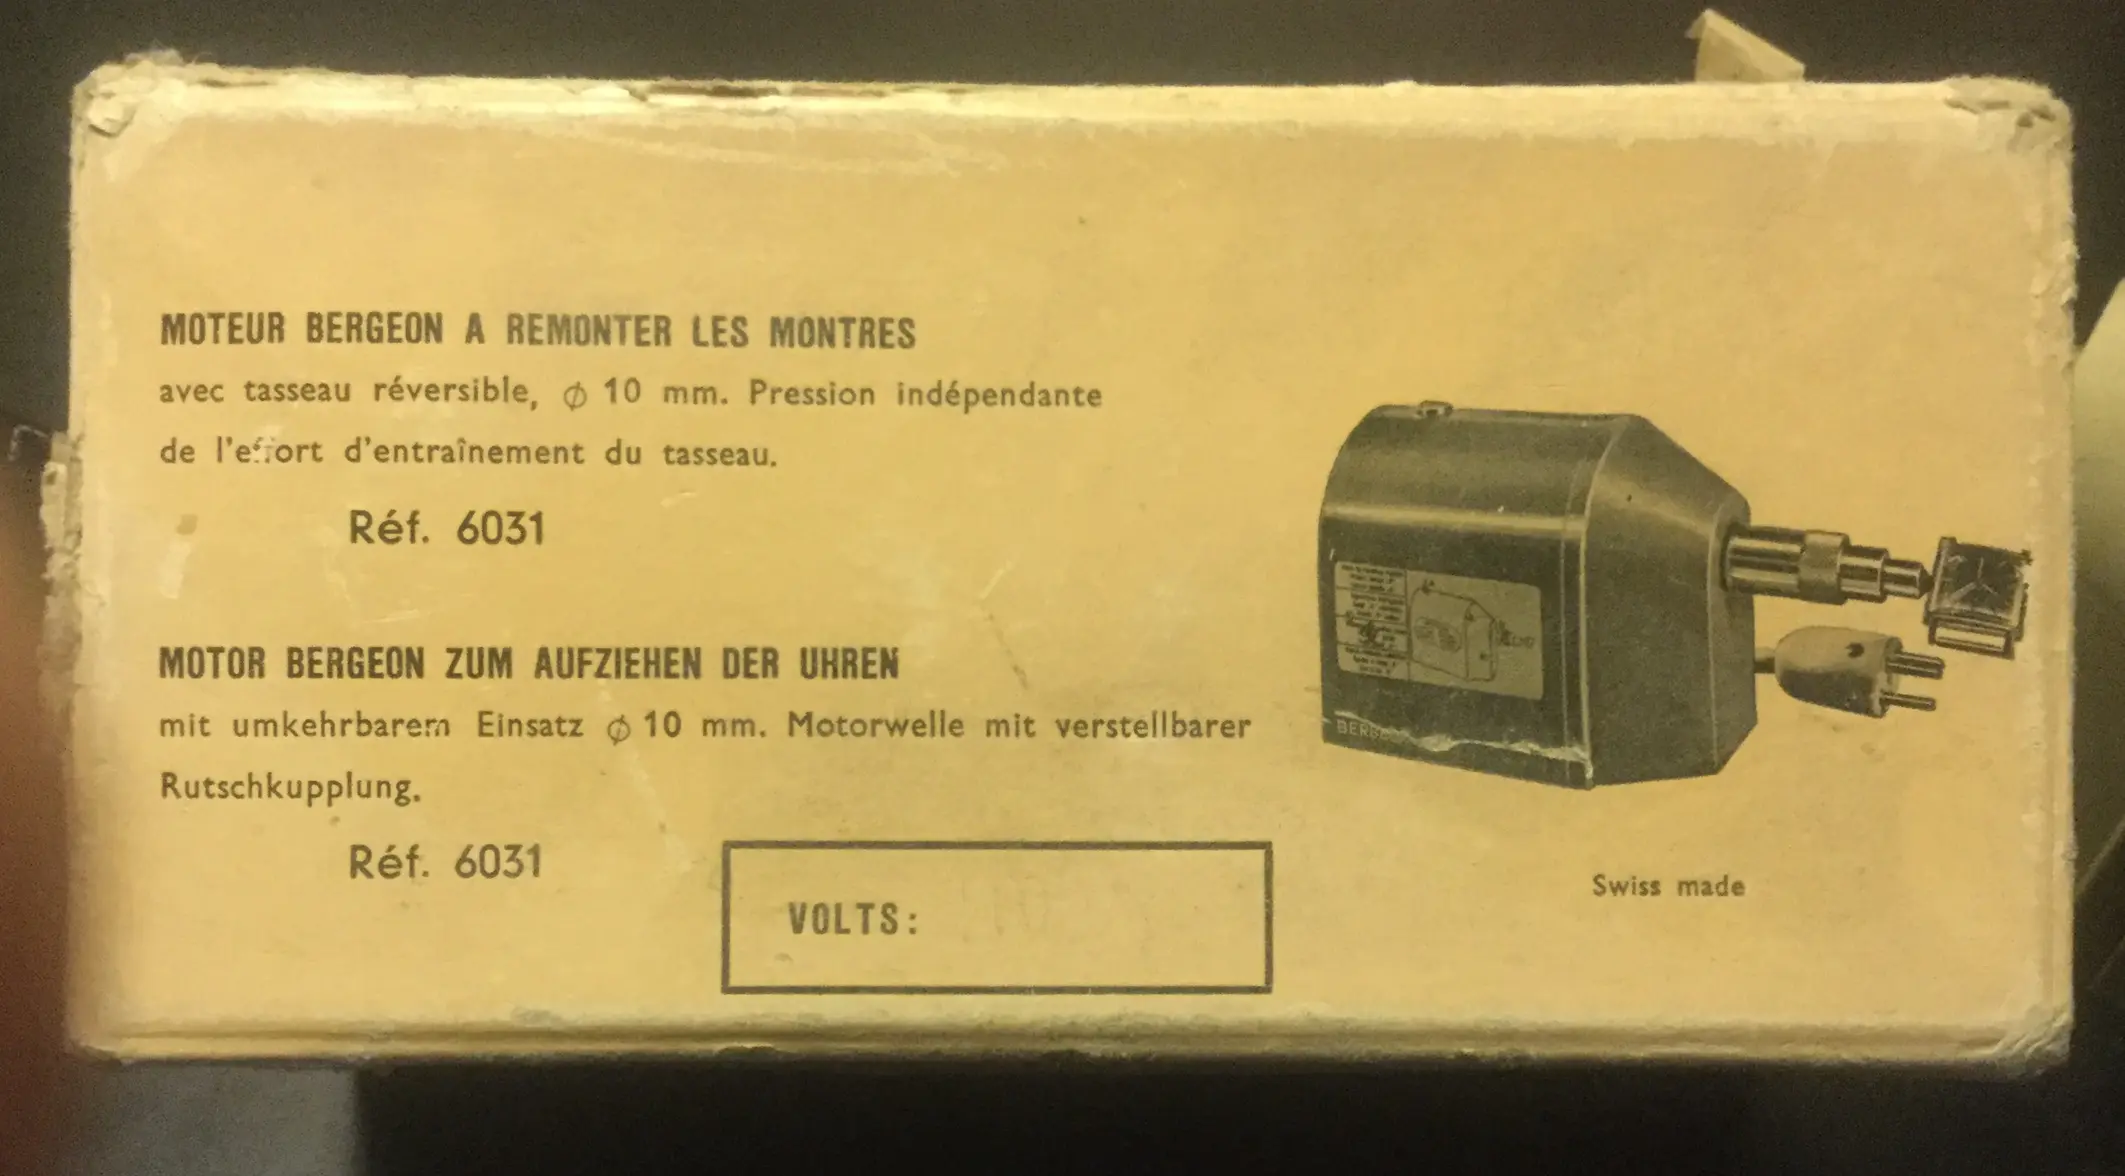 MOTEUR BERGEON A REMONTER LES MONTRES
avec tasseau réversible, ⌀ 10 mm. Pression indépendante
de l'effort d'entraînement du tasseau.
Réf. 6031
MOTOR BERGEON ZUM AUFZIEHEN DER UHREN
mit umkehrbarem Einsatz ⌀ 10 mm. Motorwelle mit verstellbarer
Rutschkupplung.
Réf. 6031
VOLTS:
Swiss made